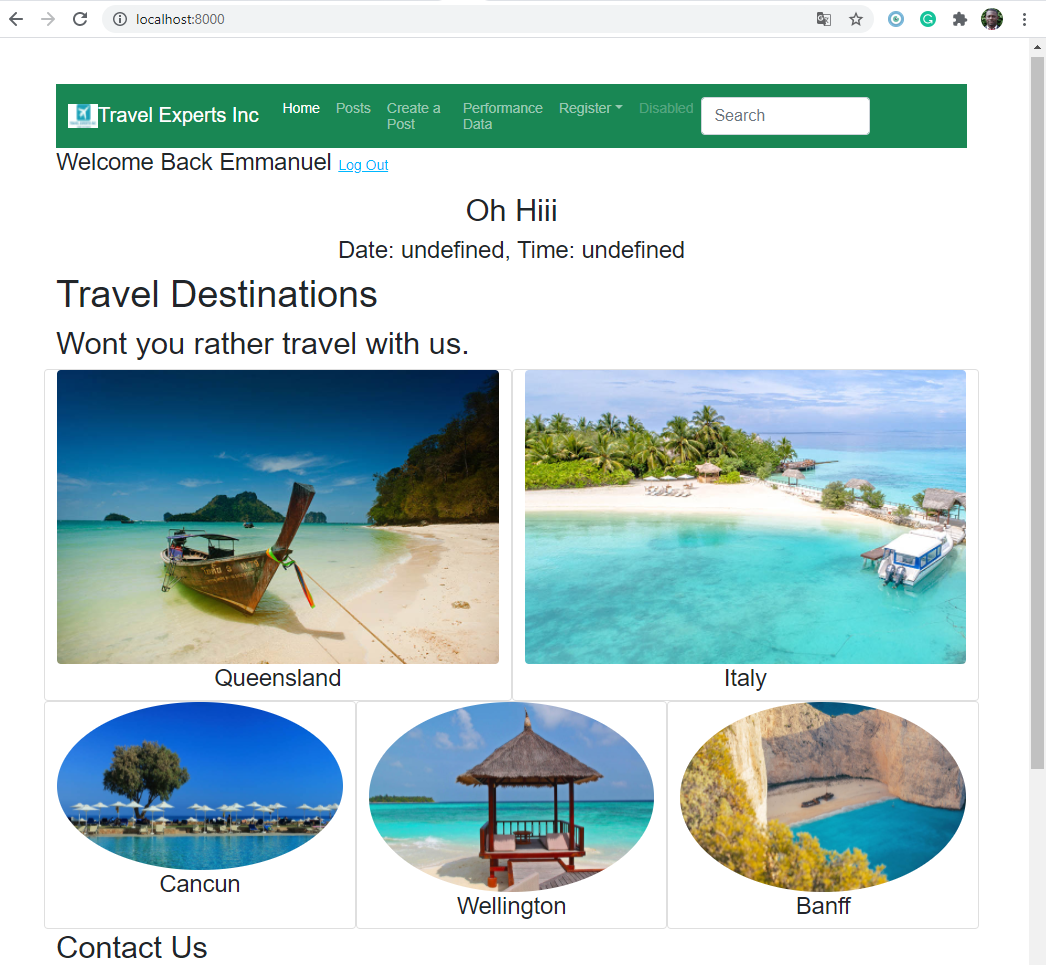 localhost:8000
Travel Experts Inc
Home
Posts
Create a
Post
Performance
Data
Register
Disabled
Search
Welcome Back Emmanuel Log Out
Oh Hiii
Date: undefined, Time: undefined
Travel Destinations
Wont you rather travel with us.
Queensland
Italy
Cancun
Wellington
Banff
Contact Us